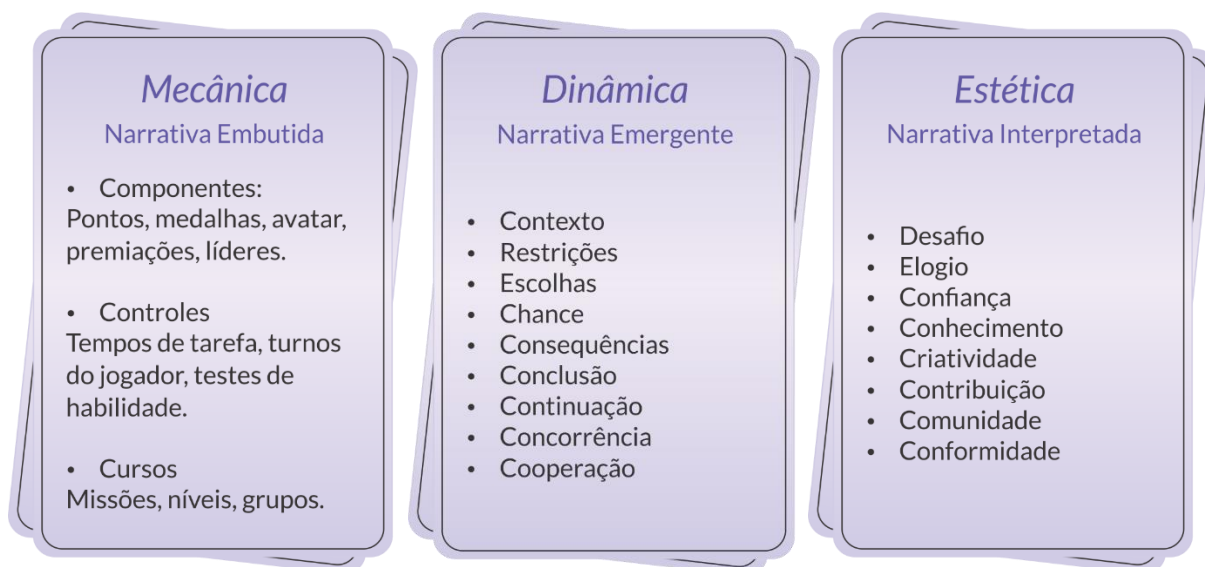 Mecânica
Narrativa Embutida
• Componentes:
Pontos, medalhas, avatar,
premiações, líderes.
• Controles
Tempos de tarefa, turnos
do jogador, testes de
habilidade.
• Cursos
Missões, níveis, grupos.
Dinâmica
Narrativa Emergente
• Contexto
• Restrições
• Escolhas
• Chance
• Consequências
• Conclusão
• Continuação
• Concorrência
• Cooperação
Estética
Narrativa Interpretada
• Desafio
• Elogio
• Confiança
• Conhecimento
• Criatividade
• Contribuição
• Comunidade
• Conformidade